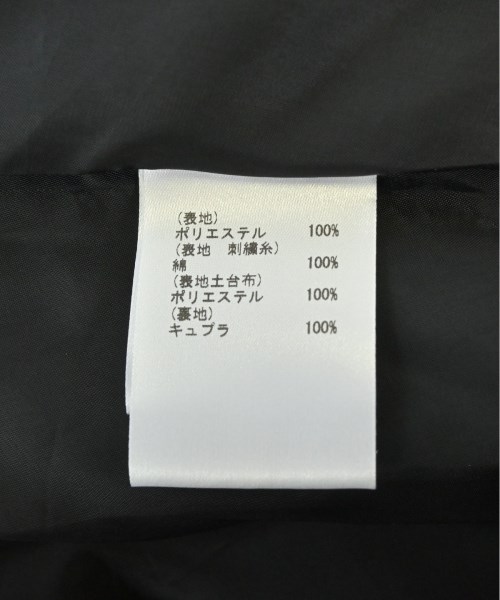 (表地)
ポリエステル 100%
(表地 刺繍糸)
綿 100%
(表地土台布)
ポリエステル 100%
(裏地)
キュプラ 100%